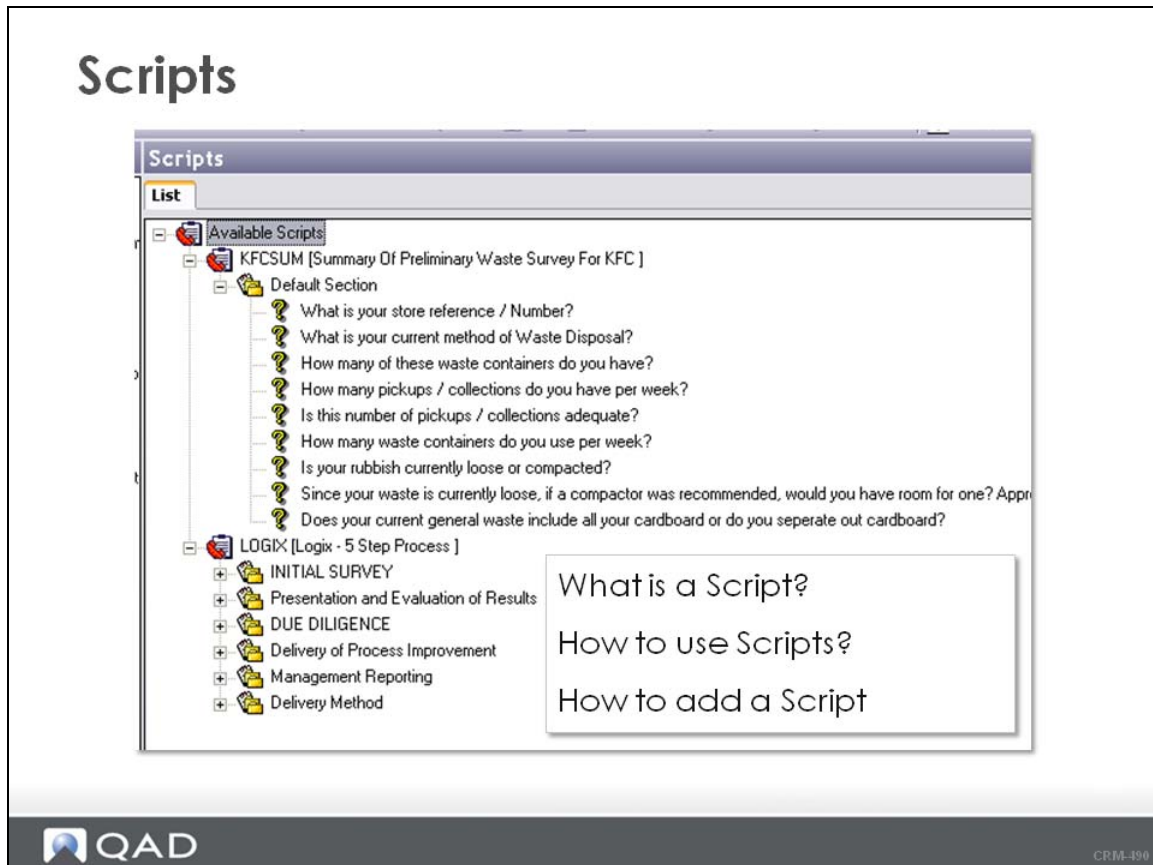 Scripts
Scripts
List
Available Scripts
KFCSUM [Summary Of Preliminary Waste Survey For KFC ]
Default Section
What is your store reference / Number?
What is your current method of Waste Disposal?
How many of these waste containers do you have?
How many pickups / collections do you have per week?
Is this number of pickups / collections adequate?
How many waste containers do you use per week?
Is your rubbish currently loose or compacted?
Since your waste is currently loose, if a compactor was recommended, would you have room for one? Appr
Does your current general waste include all your cardboard or do you seperate out cardboard?
LOGIX [Logix - 5 Step Process ]
INITIAL SURVEY
Presentation and Evaluation of Results
DUE DILIGENCE
Delivery of Process Improvement
Management Reporting
Delivery Method
What is a Script?
How to use Scripts?
How to add a Script
QAD
CRM-490